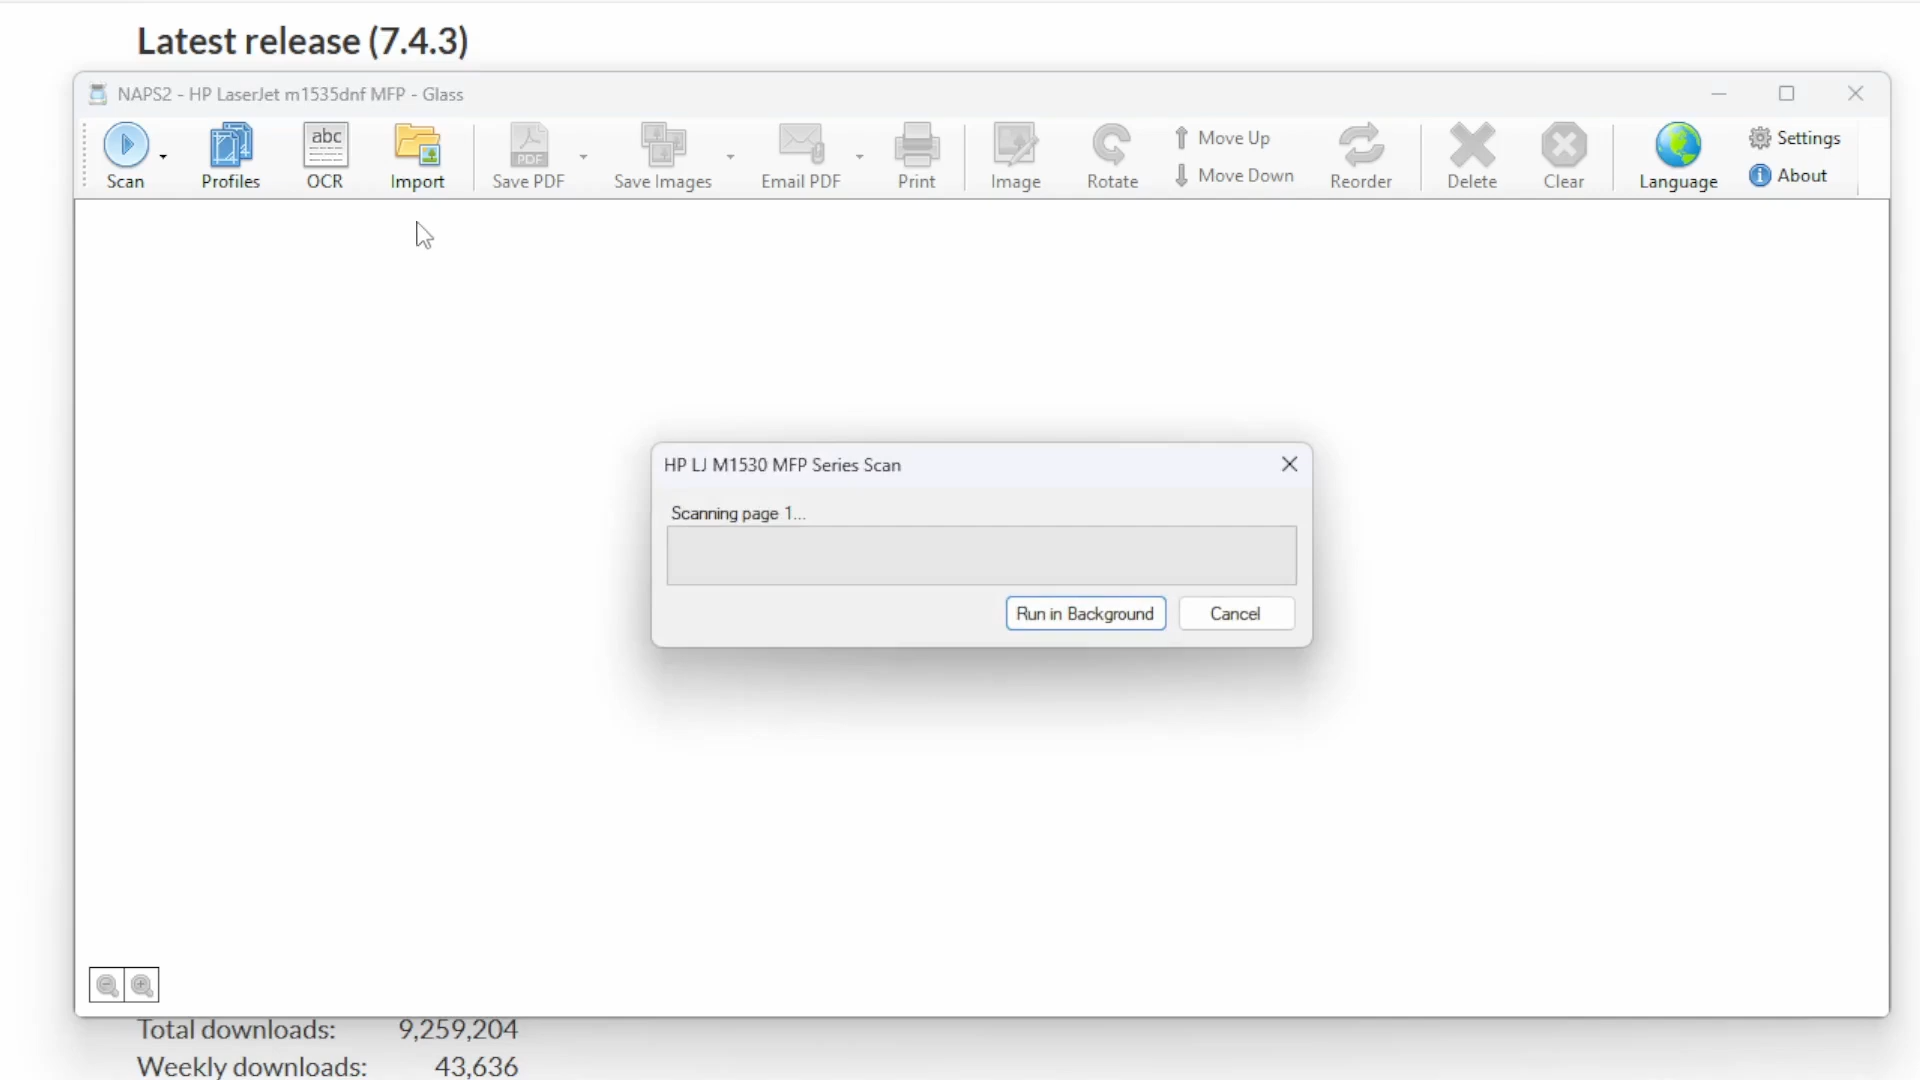 Latest release (7.4.3)
NAPS2 - HP LaserJet m1535dnf MFP - Glass
Scan
Profiles
abc
OCR
Import
PDF
Save PDF
Save Images
Email PDF
Print
Image
Rotate
Move Up
Move Down
Reorder
Delete
Clear
Language
Settings
About
HP LJ M1530 MFP Series Scan
Scanning page 1...
Run in Background
Cancel
Total downloads: 9,259,204
Weekly downloads: 43,636